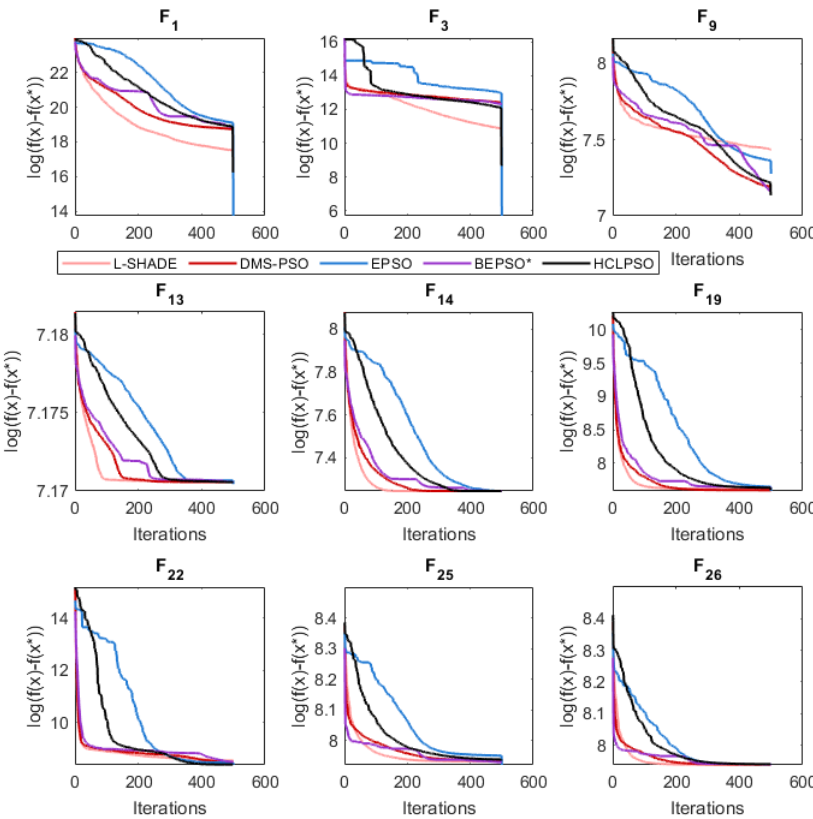 F1
F3
F9
log(f(x)-f(x*))
22
20
18
16
14
0 200 400 600
log(f(x)-f(x*))
16
14
12
10
8
6
0 200 400 600
log(f(x)-f(x*))
8
7.5
7
0 200 400 600
L-SHADE DMS-PSO EPSO BEPSO* HCLPSO
Iterations
F13
F14
F19
log(f(x)-f(x*))
7.18
7.175
7.17
0 200 400 600
Iterations
log(f(x)-f(x*))
8
7.8
7.6
7.4
0 200 400 600
Iterations
log(f(x)-f(x*))
10
9.5
9
8.5
8
0 200 400 600
Iterations
F22
F25
F26
log(f(x)-f(x*))
14
12
10
0 200 400 600
Iterations
log(f(x)-f(x*))
8.4
8.3
8.2
8.1
8
0 200 400 600
Iterations
log(f(x)-f(x*))
8.4
8.3
8.2
8.1
8
0 200 400 600
Iterations